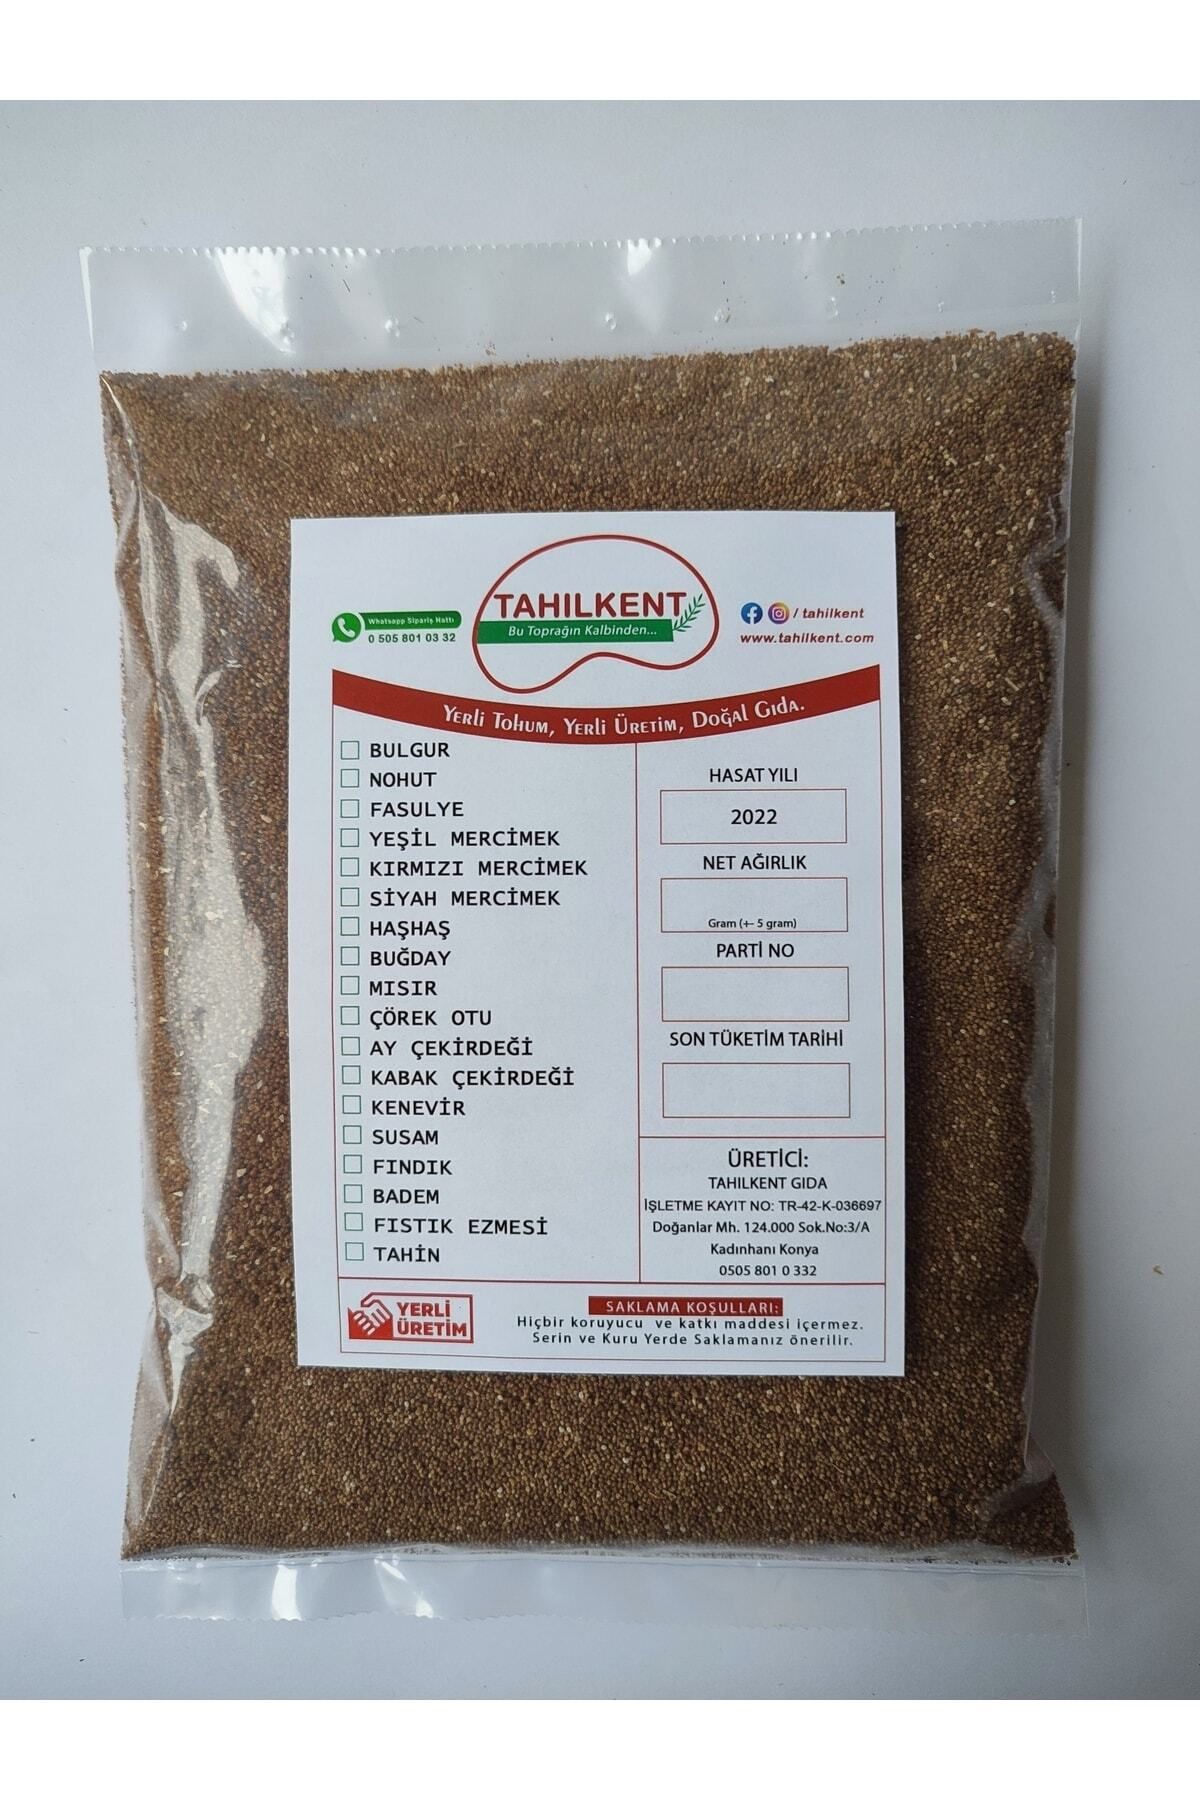 TAHILKENT
Bu Toprağın Kalbinden...
Whatsapp Sipariş Hattı
0 505 801 03 32
/ tahilkent
www.tahilkent.com
Yerli Tohum, Yerli Üretim, Doğal Gıda.
BULGUR
NOHUT
FASULYE
YEŞİL MERCİMEK
KIRMIZI MERCİMEK
SİYAH MERCİMEK
HAŞHAŞ
BUĞDAY
MISIR
ÇÖREK OTU
AY ÇEKİRDEĞİ
KABAK ÇEKİRDEĞİ
KENEVİR
SUSAM
FINDIK
BADEM
FISTIK EZMESİ
TAHİN
HASAT YILI
2022
NET AĞIRLIK
Gram (+- 5 gram)
PARTİ NO
SON TÜKETİM TARİHİ
ÜRETİCİ:
TAHILKENT GIDA
İŞLETME KAYIT NO: TR-42-K-036697
Doğanlar Mh. 124.000 Sok.No:3/A
Kadınhanı Konya
0505 801 0 332
YERLİ
ÜRETİM
SAKLAMA KOŞULLARI:
Hiçbir koruyucu ve katkı maddesi içermez.
Serin ve Kuru Yerde Saklamanız önerilir.